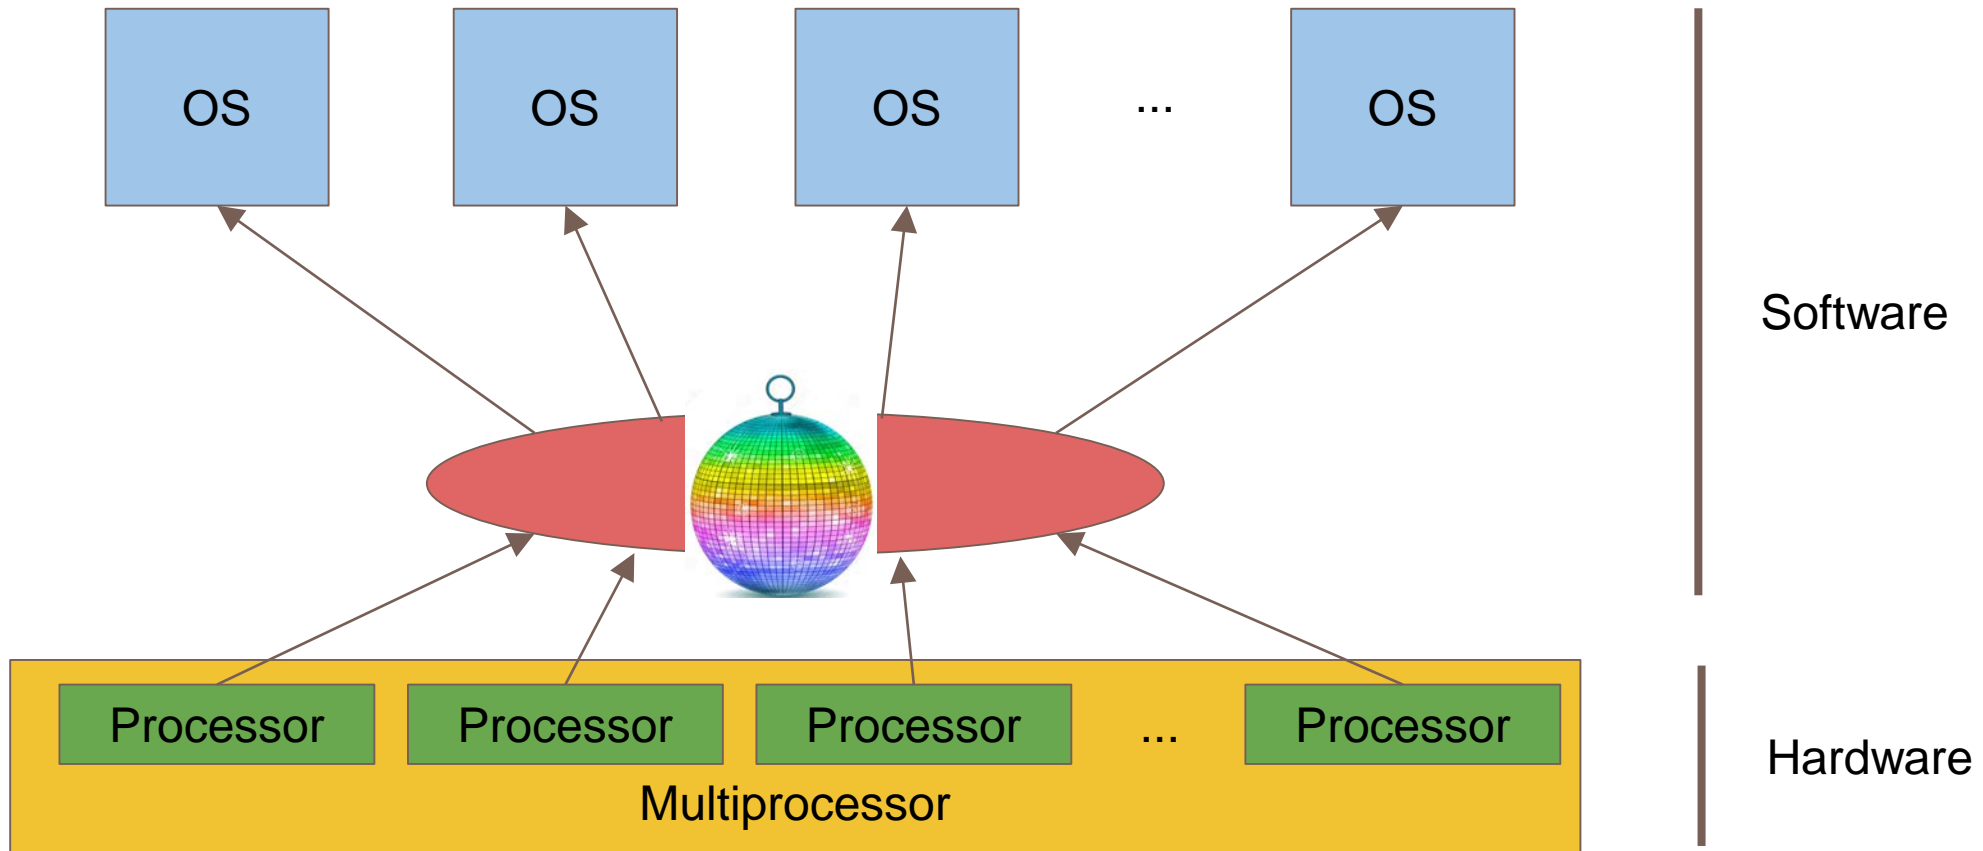 OS
OS
OS
...
OS
Software
Processor
Processor
Processor
...
Processor
Hardware
Multiprocessor